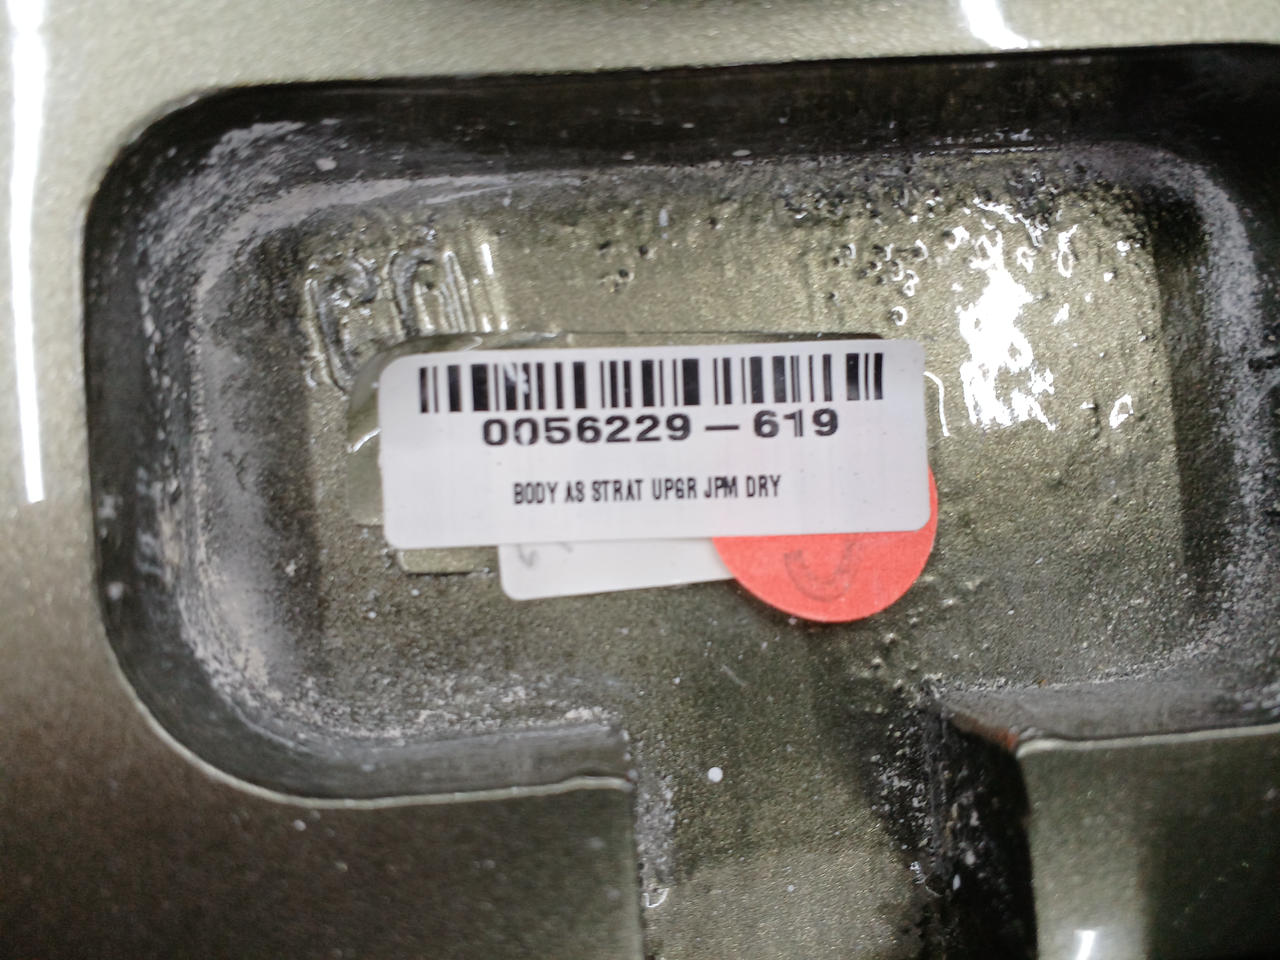 0056229-619
BODY AS STRAT UPGR JPM DRY